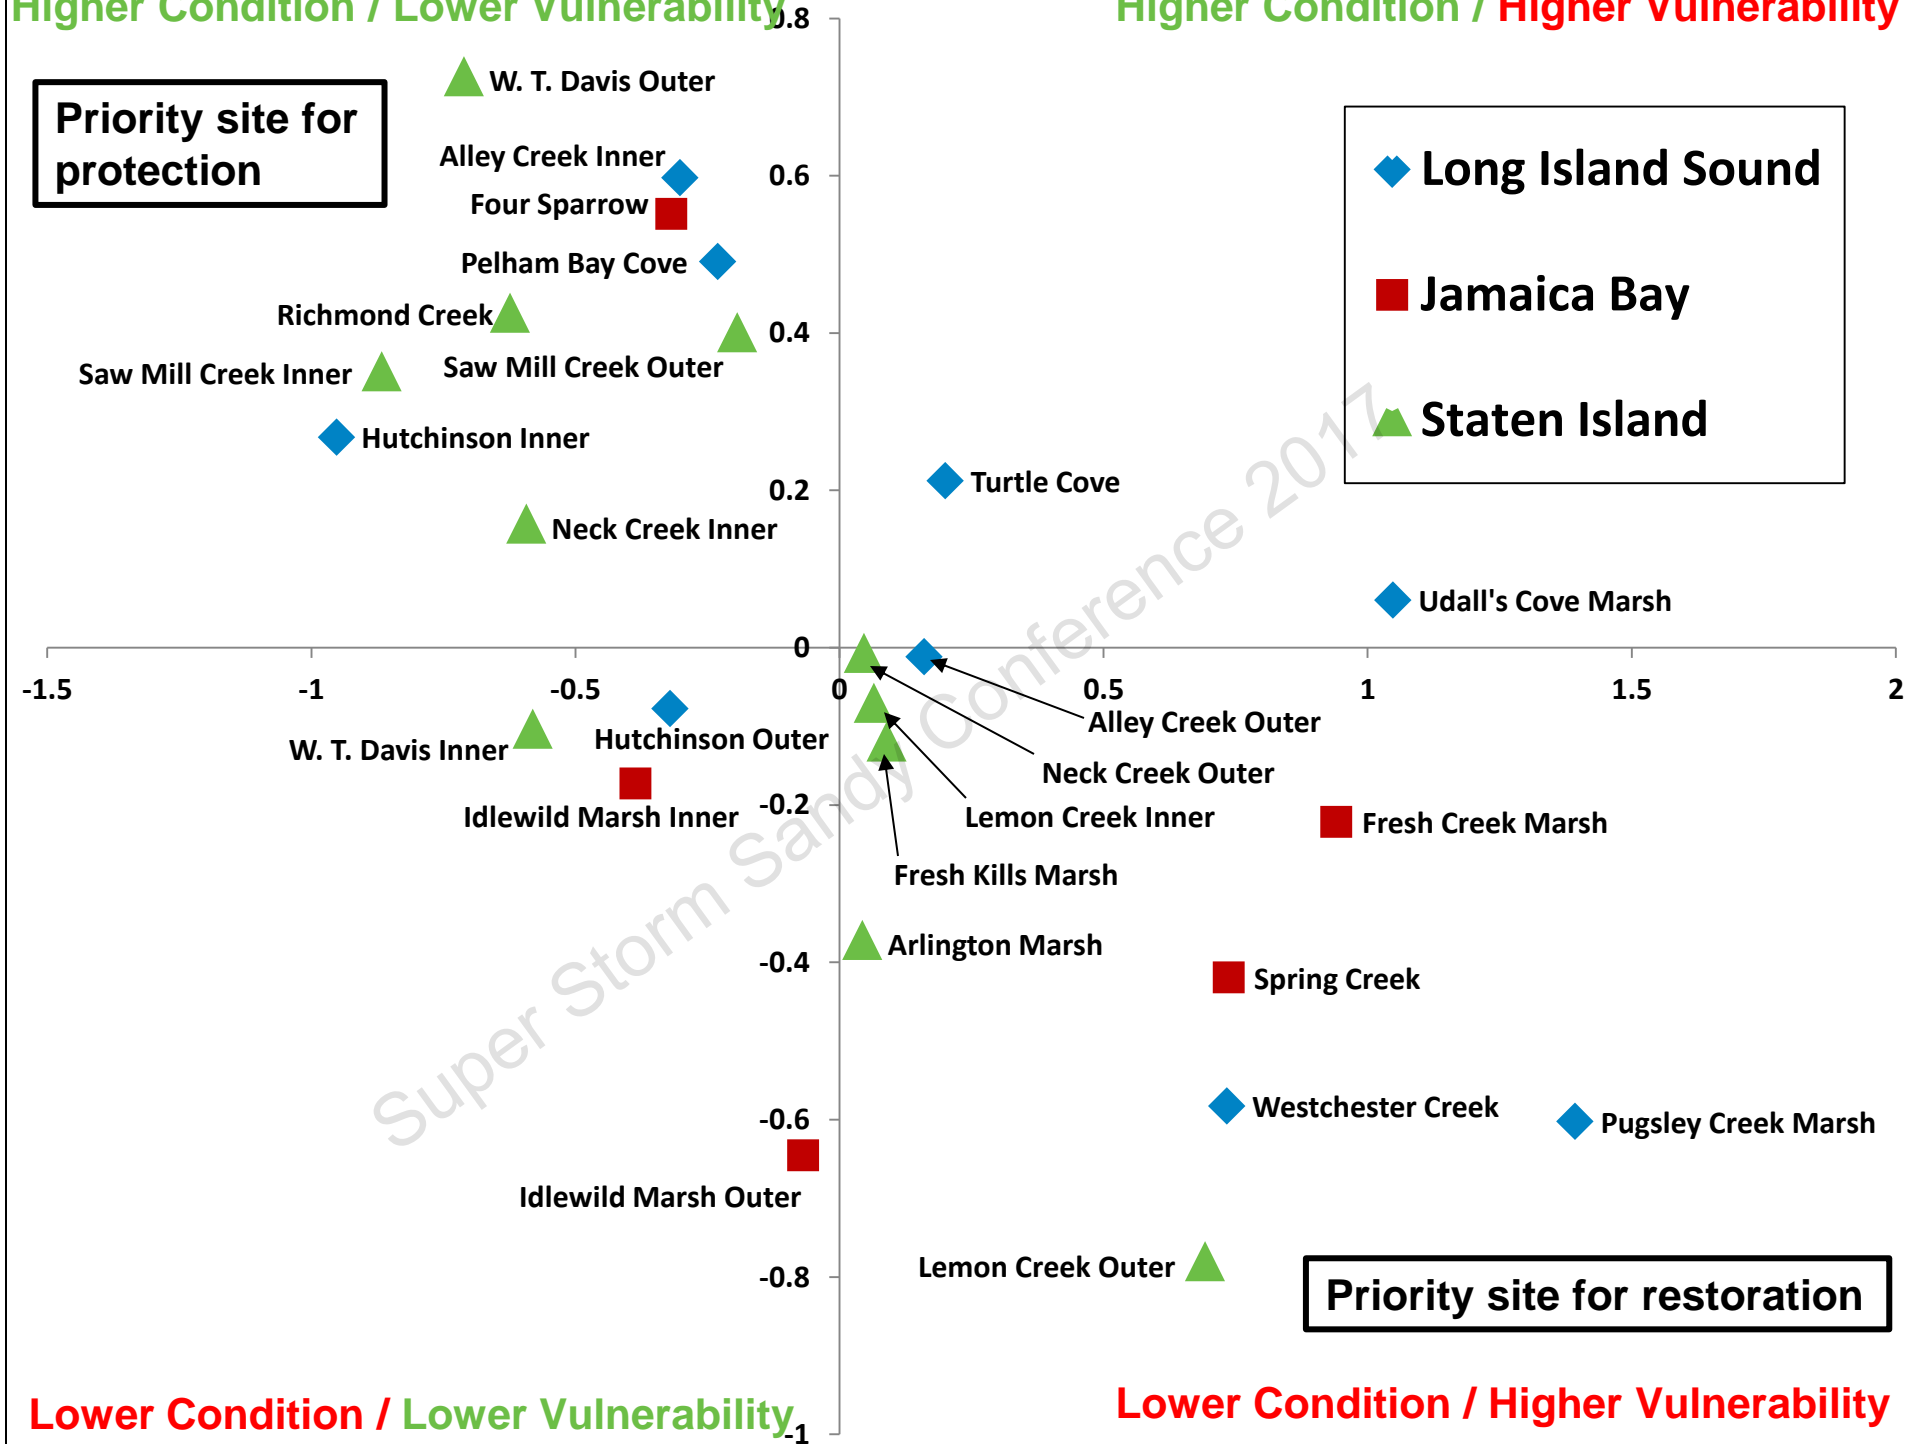 Higher Condition / Lower Vulnerability
Higher Condition / Higher Vulnerability
0.8
W. T. Davis Outer
Priority site for
protection
Alley Creek Inner
0.6
Long Island Sound
Four Sparrow
Pelham Bay Cove
Jamaica Bay
Richmond Creek
0.4
Saw Mill Creek Inner
Saw Mill Creek Outer
Staten Island
Hutchinson Inner
0.2
Turtle Cove
Neck Creek Inner
Udall's Cove Marsh
0
-1.5
-1
-0.5
0
0.5
1
1.5
2
Alley Creek Outer
W. T. Davis Inner
Hutchinson Outer
Neck Creek Outer
-0.2
Idlewild Marsh Inner
Lemon Creek Inner
Fresh Creek Marsh
Fresh Kills Marsh
Arlington Marsh
-0.4
Spring Creek
Super Storm Sandy Conference 2017
-0.6
Westchester Creek
Pugsley Creek Marsh
Idlewild Marsh Outer
Lemon Creek Outer
-0.8
Priority site for restoration
Lower Condition / Lower Vulnerability
Lower Condition / Higher Vulnerability
-1